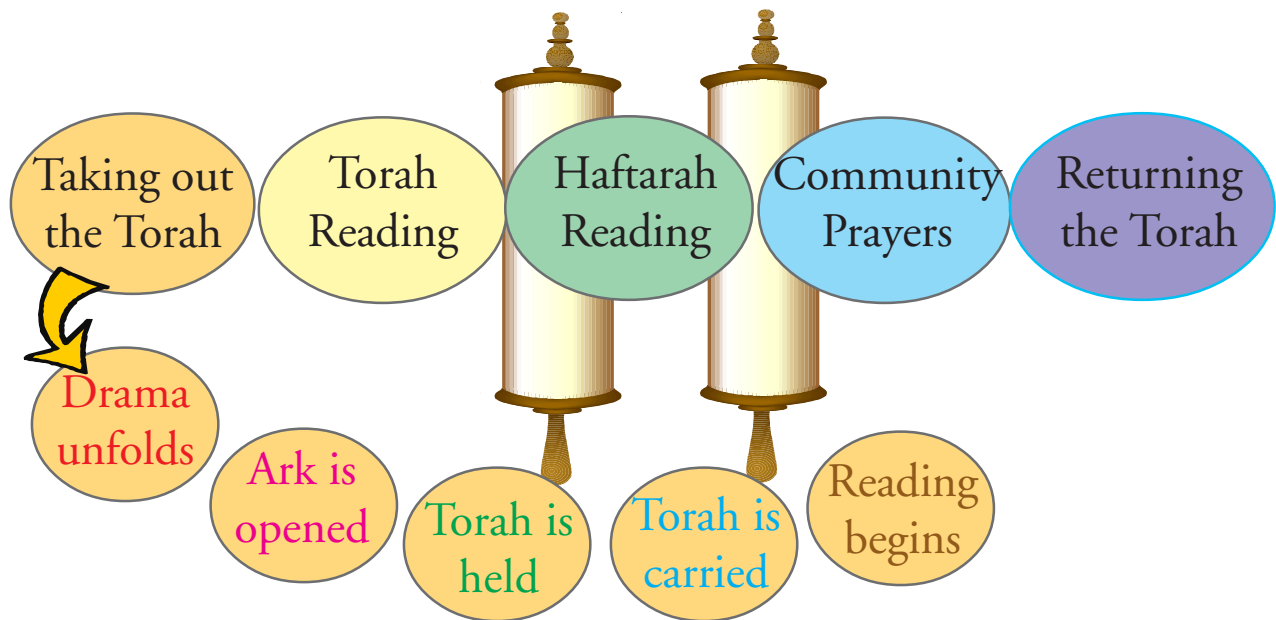 Taking out
the Torah
Torah
Reading
Haftarah
Reading
Community
Prayers
Returning
the Torah
Drama
unfolds
Ark is
opened
Torah is
held
Torah is
carried
Reading
begins